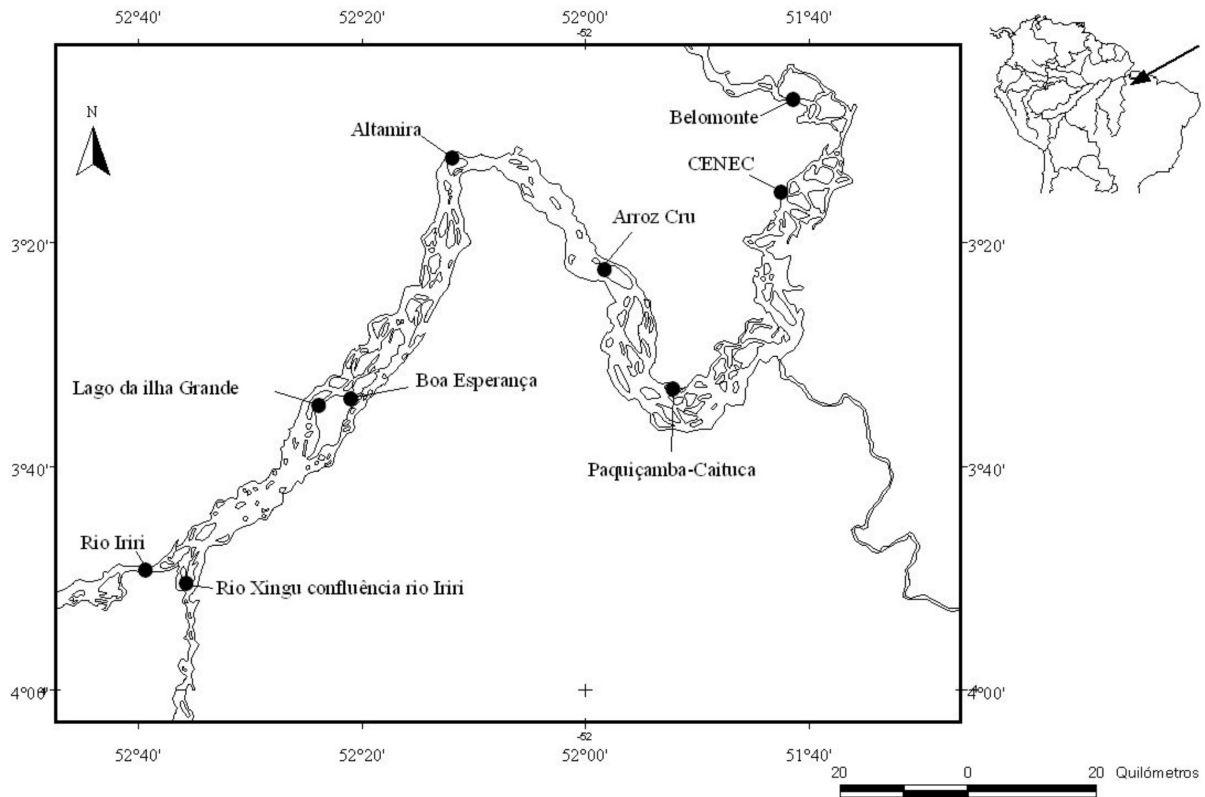 52°40' 52°20' 52°00' 51°40'
-52
N
Altamira
Belomonte
CENEC
Arroz Cru
3°20' 3°20'
Lago da ilha Grande
Boa Esperança
Paquiçamba-Caituca
3°40' 3°40'
Rio Iriri
Rio Xingu confluência rio Iriri
4°00' 4°00'
-52
52°40' 52°20' 52°00' 51°40'
20 0 20 Quilómetros